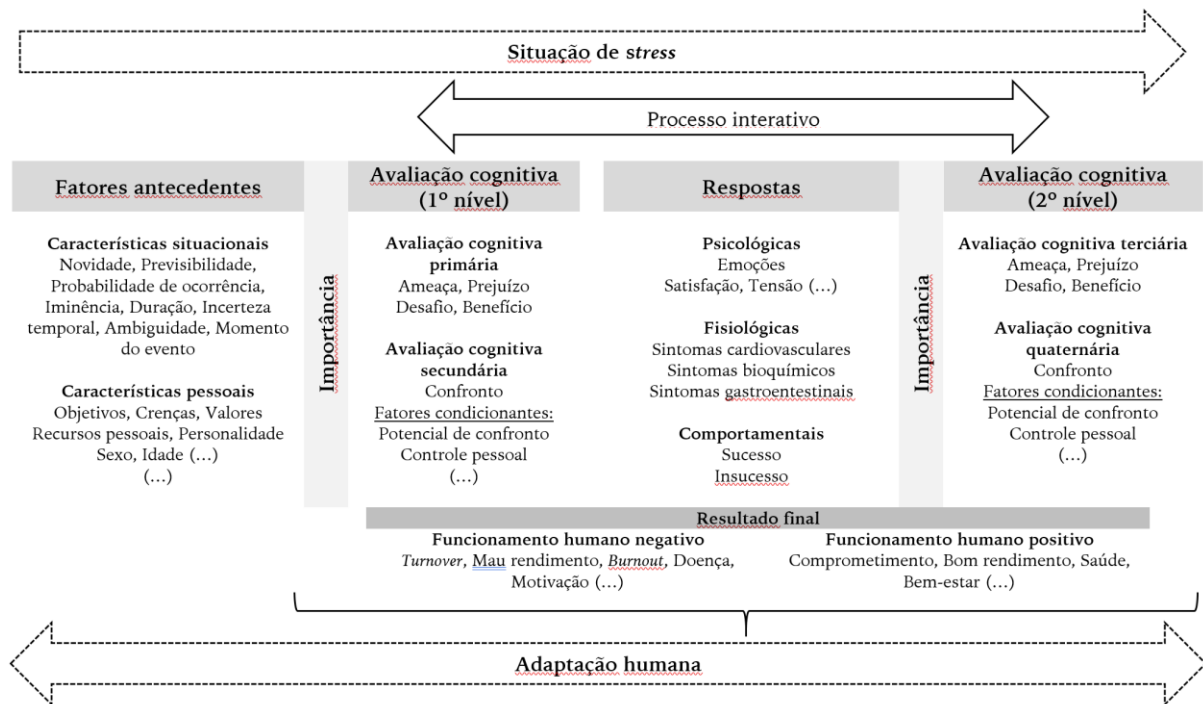 Situação de stress
Processo interativo
Fatores antecedentes
Características situacionais
Novidade, Previsibilidade,
Probabilidade de ocorrência,
Iminência, Duração, Incerteza
temporal, Ambiguidade, Momento
do evento
Características pessoais
Objetivos, Crenças, Valores
Recursos pessoais, Personalidade
Sexo, Idade (…)
(…)
Importância
Avaliação cognitiva
(1º nível)
Avaliação cognitiva
primária
Ameaça, Prejuízo
Desafio, Benefício
Avaliação cognitiva
secundária
Confronto
Fatores condicionantes:
Potencial de confronto
Controle pessoal
(…)
Respostas
Psicológicas
Emoções
Satisfação, Tensão (…)
Fisiológicas
Sintomas cardiovasculares
Sintomas bioquímicos
Sintomas gastroentestinais
Comportamentais
Sucesso
Insucesso
Importância
Avaliação cognitiva
(2º nível)
Avaliação cognitiva terciária
Ameaça, Prejuízo
Desafio, Benefício
Avaliação cognitiva
quaternária
Confronto
Fatores condicionantes:
Potencial de confronto
Controle pessoal
(…)
Resultado final
Funcionamento humano negativo
Turnover, Mau rendimento, Burnout, Doença,
Motivação (…)
Funcionamento humano positivo
Comprometimento, Bom rendimento, Saúde,
Bem-estar (…)
Adaptação humana